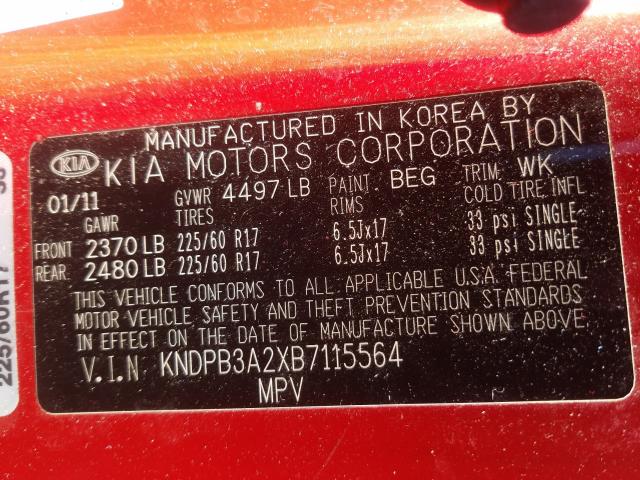 MANUFACTURED IN KOREA BY
KIA KIA MOTORS CORPORATION
01/11 GVWR 4497 LB PAINT BEG TRIM WK
GAWR TIRES RIMS COLD TIRE INFL
FRONT 2370 LB 225/60 R17 6.5Jx17 33 psi SINGLE
REAR 2480 LB 225/60 R17 6.5Jx17 33 psi SINGLE
THIS VEHICLE CONFORMS TO ALL APPLICABLE U.S.A. FEDERAL
MOTOR VEHICLE SAFETY AND THEFT PREVENTION STANDARDS
IN EFFECT ON THE DATE OF MANUFACTURE SHOWN ABOVE.
V.I.N: KNDPB3A2XB7115564
MPV
225/60R17